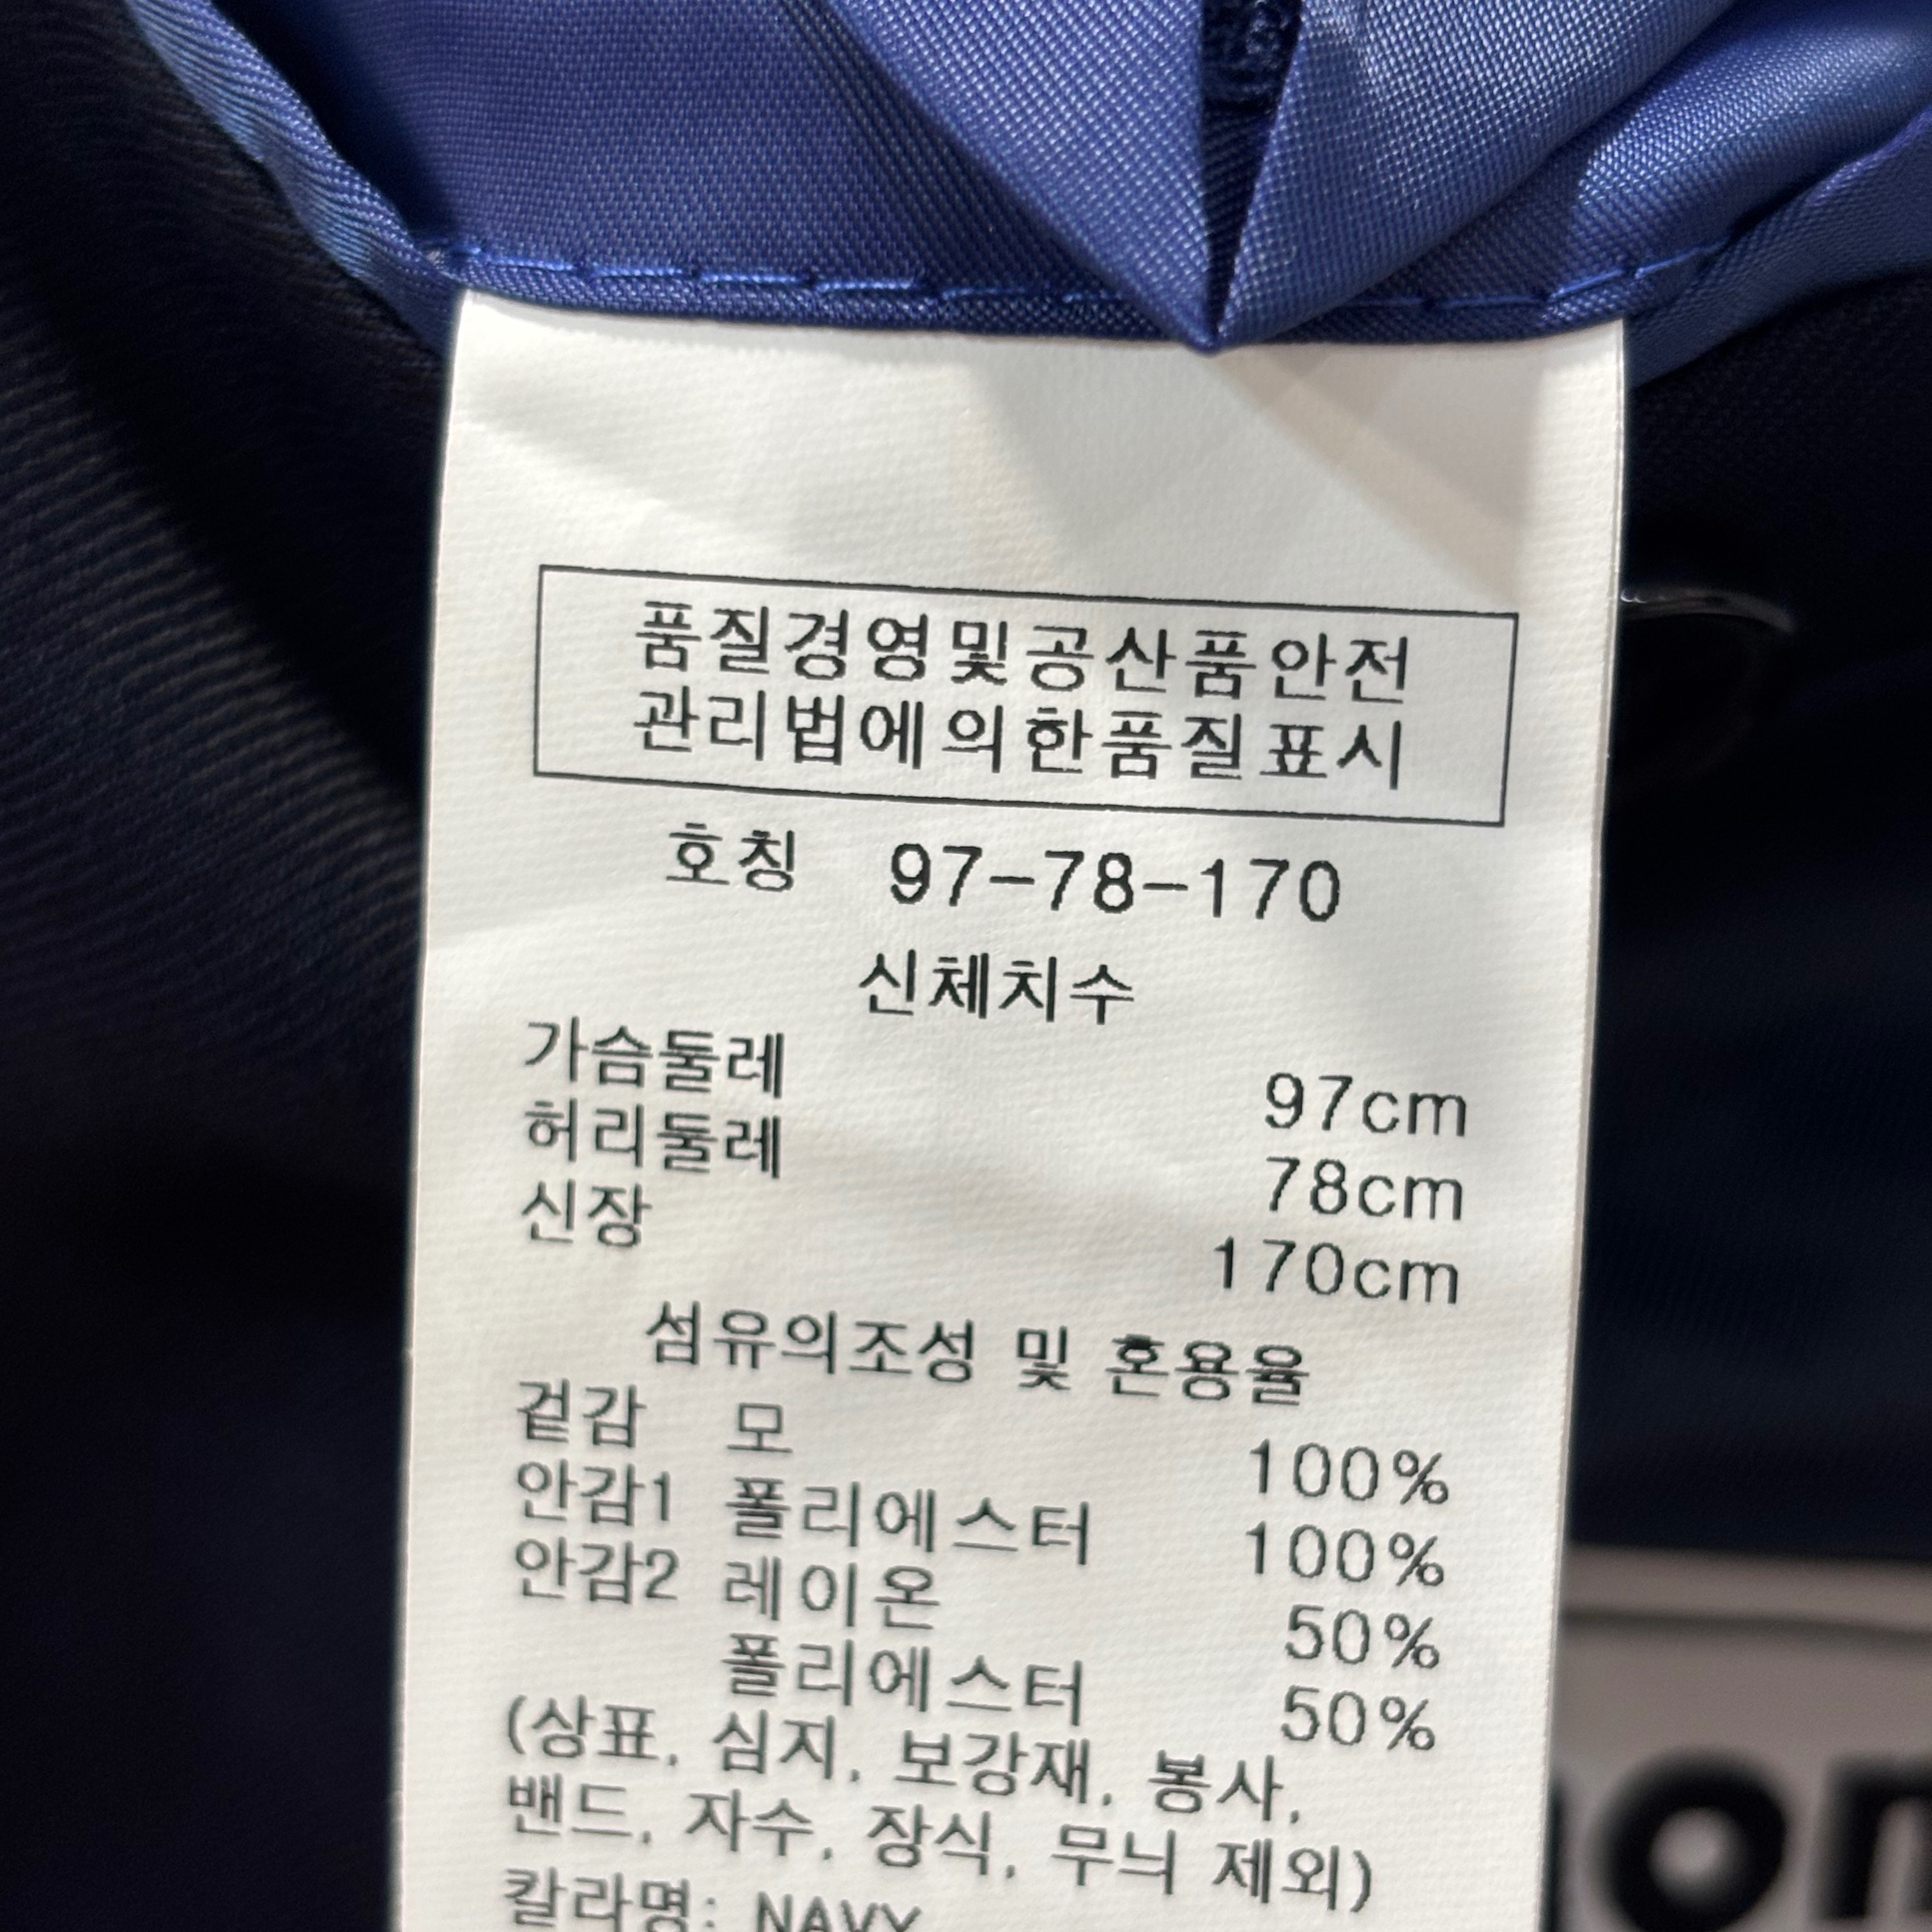 품질경영및공산품안전
관리법에의한품질표시
호칭 97-78-170
신체치수
가슴둘레 97cm
허리둘레 78cm
신장 170cm
섬유의조성 및 혼용율
겉감 모 100%
안감1 폴리에스터 100%
안감2 레이온 50%
폴리에스터 50%
(상표, 심지, 보강재, 봉사,
밴드, 자수, 장식, 무늬 제외)
칼라명: NAVY
on